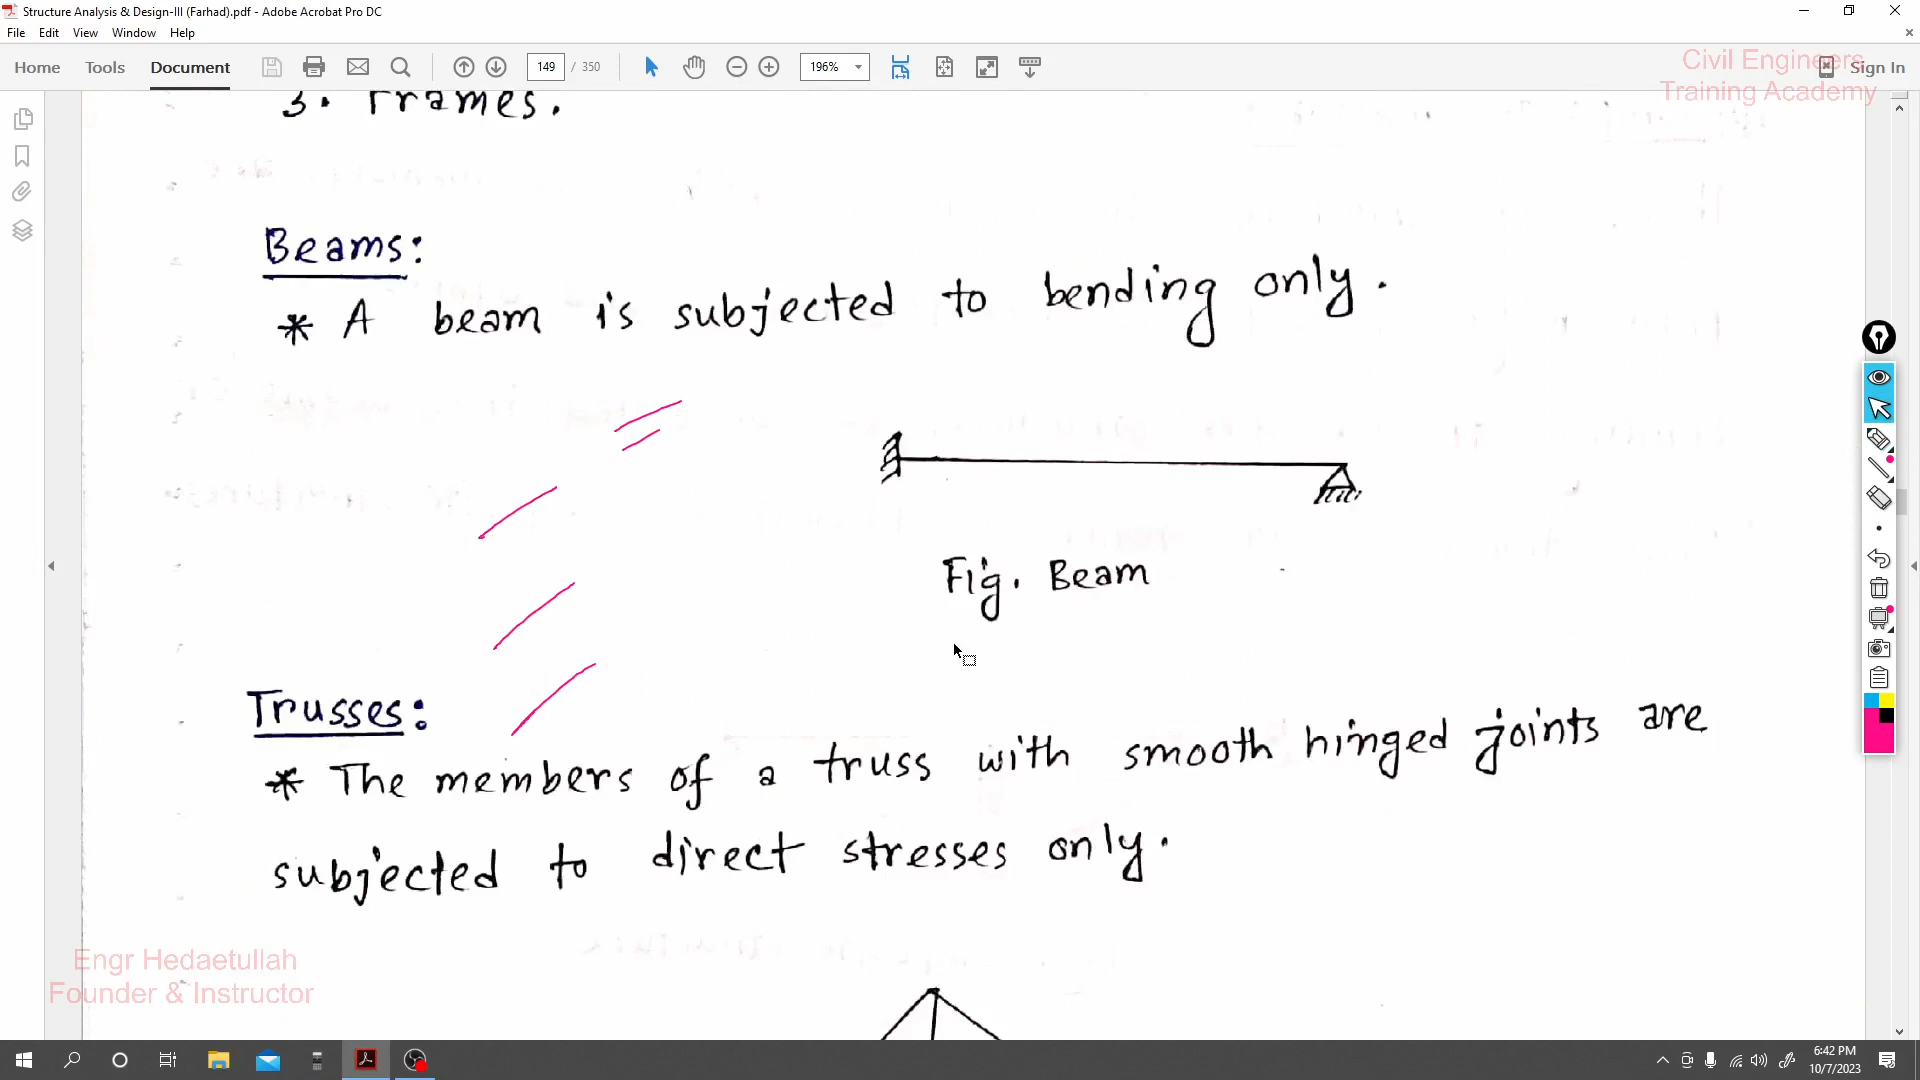 Structure Analysis & Design-III (Farhad).pdf - Adobe Acrobat Pro DC
File Edit View Window Help
Home Tools Document 149 / 350 196% Sign In
Civil Engineers
Training Academy
3. Frames.
Beams:
* A beam is subjected to bending only.
Fig. Beam
Trusses:
* The members of a truss with smooth hinged joints are
subjected to direct stresses only.
Engr Hedaetullah
Founder & Instructor
6:42 PM
10/7/2023